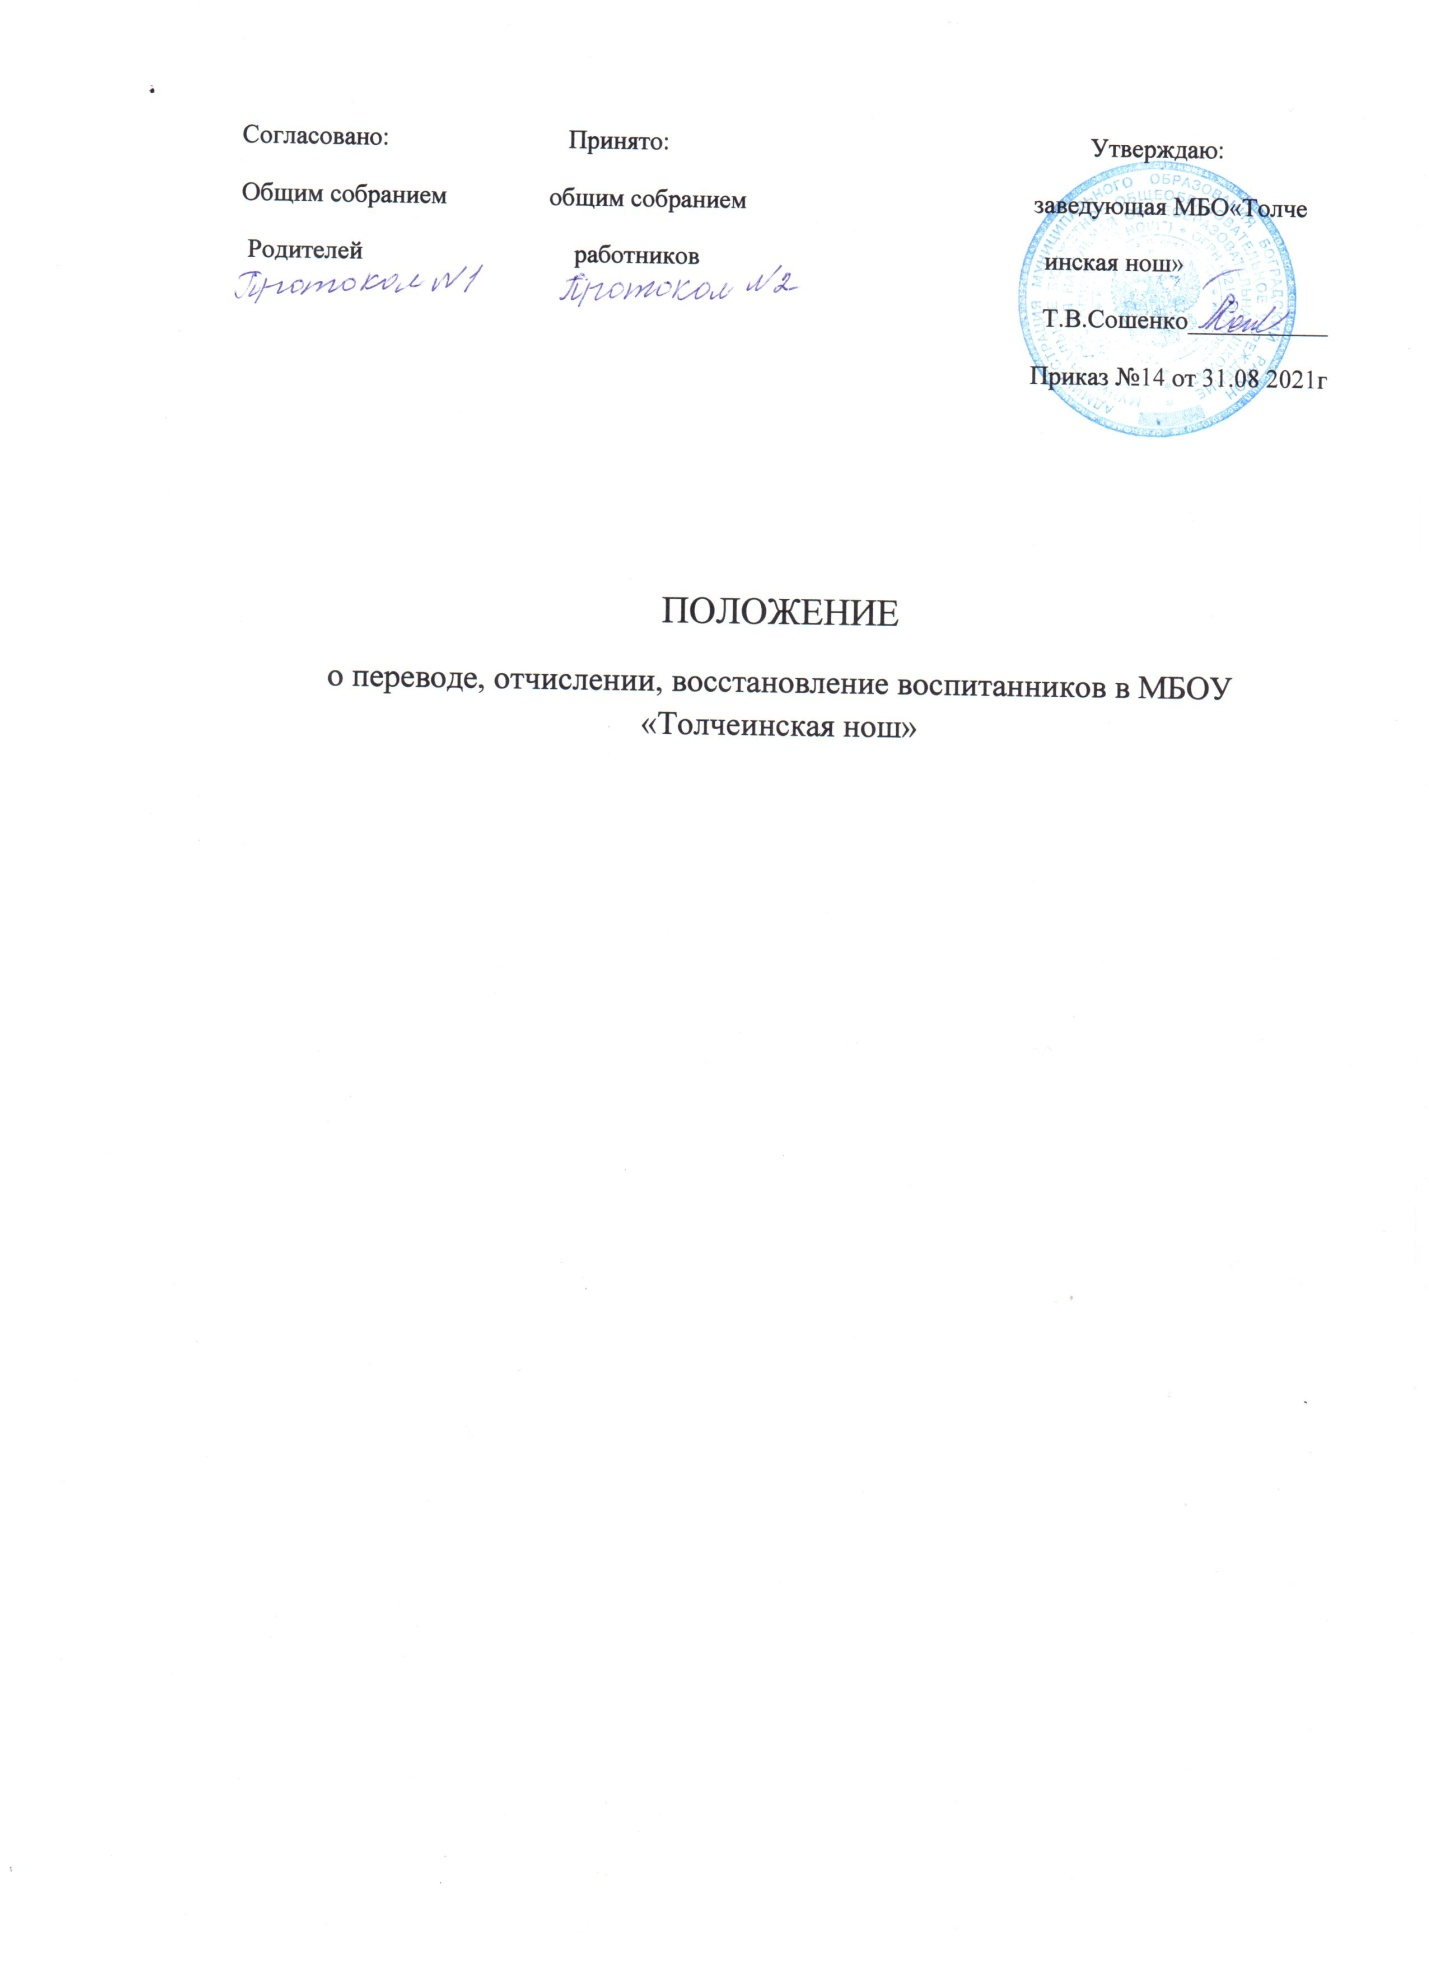 Согласовано:
Общим собранием
Родителей
Протокол №1
Принято:
общим собранием
работников
Протокол №2
Утверждаю:
заведующая МБО«Толче
инская нош»
Т.В.Сошенко____________
Приказ №14 от 31.08 2021г
ПОЛОЖЕНИЕ
о переводе, отчислении, восстановление воспитанников в МБОУ
«Толчеинская нош»